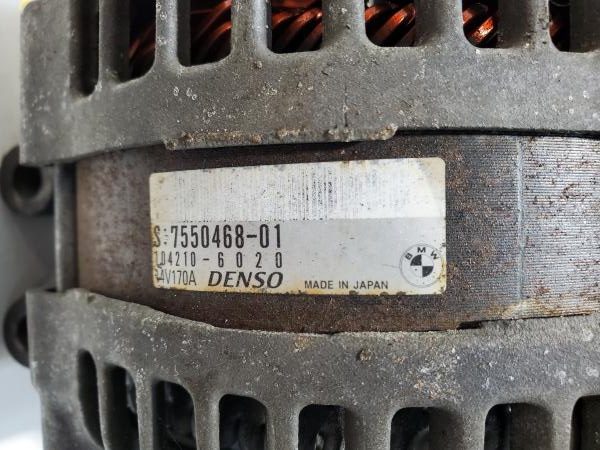 S:7550468-01
104210-6020
14V170A DENSO MADE IN JAPAN
BMW